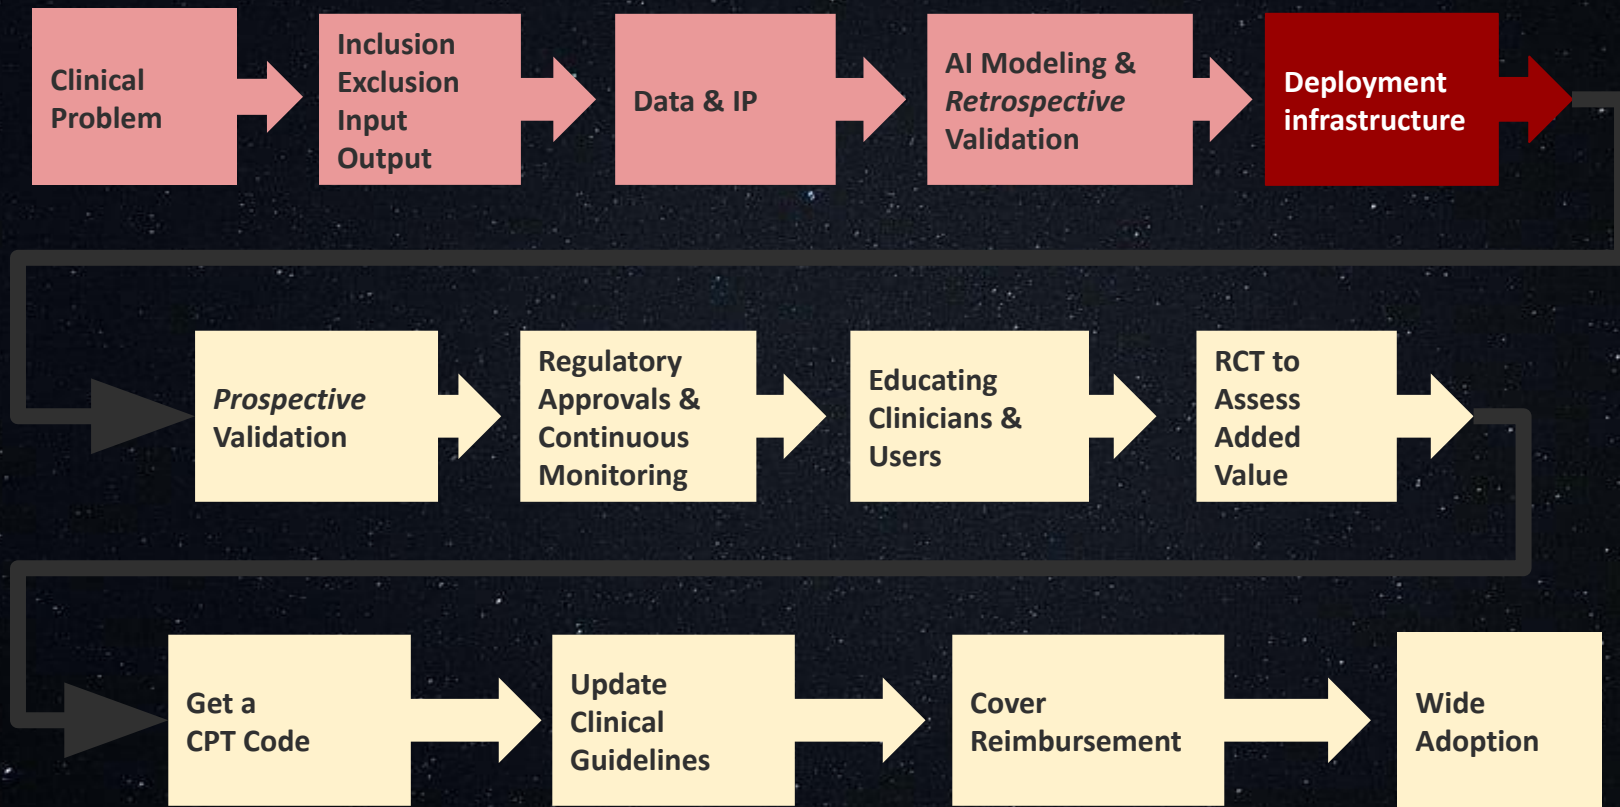 Clinical
Problem
Inclusion
Exclusion
Input
Output
Data & IP
AI Modeling &
Retrospective
Validation
Deployment
infrastructure
Prospective
Validation
Regulatory
Approvals &
Continuous
Monitoring
Educating
Clinicians &
Users
RCT to
Assess
Added
Value
Get a
CPT Code
Update
Clinical
Guidelines
Cover
Reimbursement
Wide
Adoption